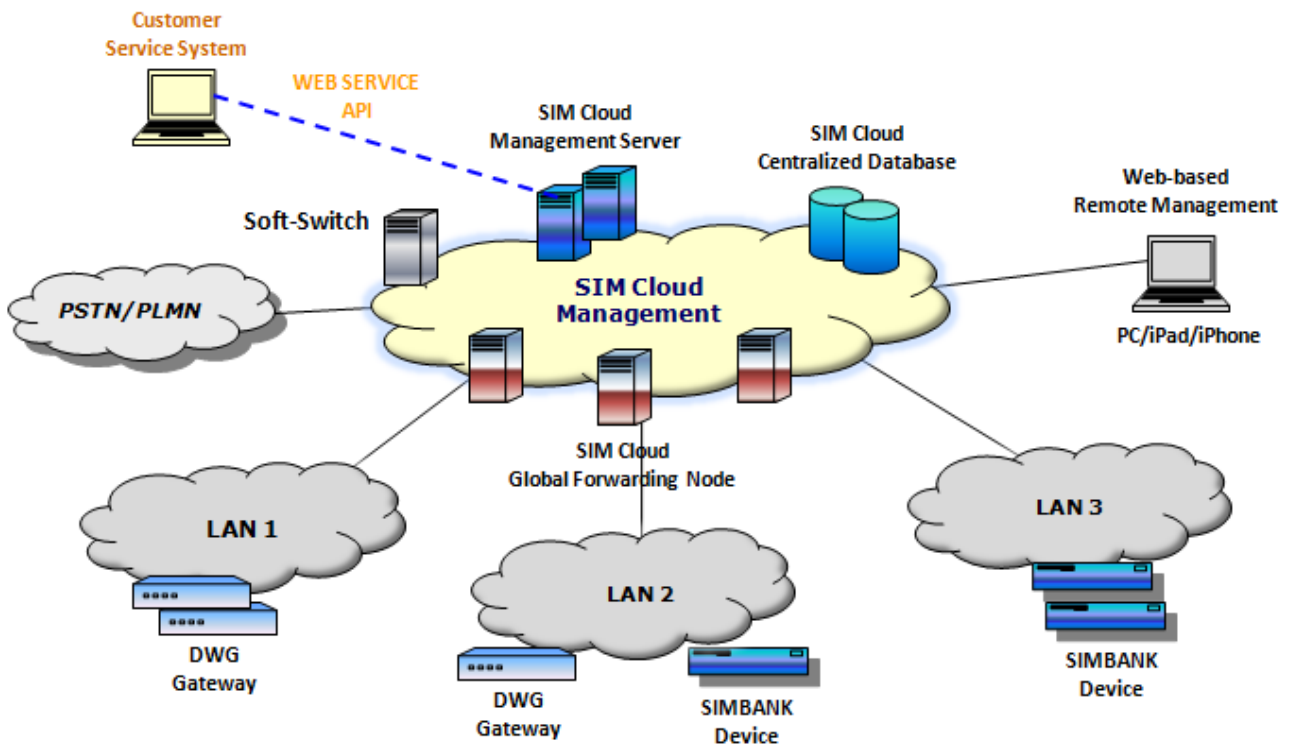 Customer
Service System
WEB SERVICE
API
SIM Cloud
Management Server
SIM Cloud
Centralized Database
Web-based
Remote Management
Soft-Switch
PSTN/PLMN
SIM Cloud
Management
PC/iPad/iPhone
SIM Cloud
Global Forwarding Node
LAN 1
LAN 2
LAN 3
DWG
Gateway
DWG
Gateway
SIMBANK
Device
SIMBANK
Device